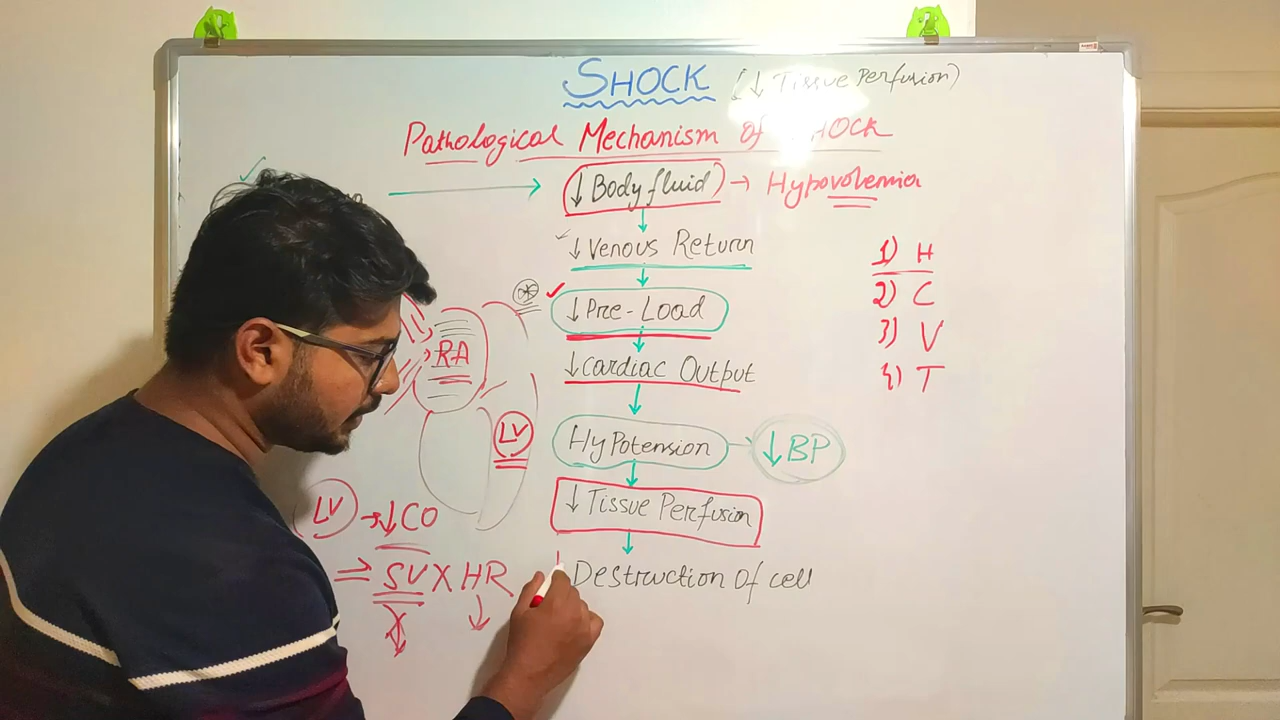 SHOCK (↓ Tissue Perfusion)
Pathological Mechanism of SHOCK
↓ Body fluid → Hypovolemia
↓ Venous Return
↓ Pre-Load
↓ Cardiac Output
Hypotension → ↓ BP
↓ Tissue Perfusion
Destruction Of cell
RA
LV
LV → ↓ CO
⇒ SV X HR
1) H
2) C
3) V
4) T